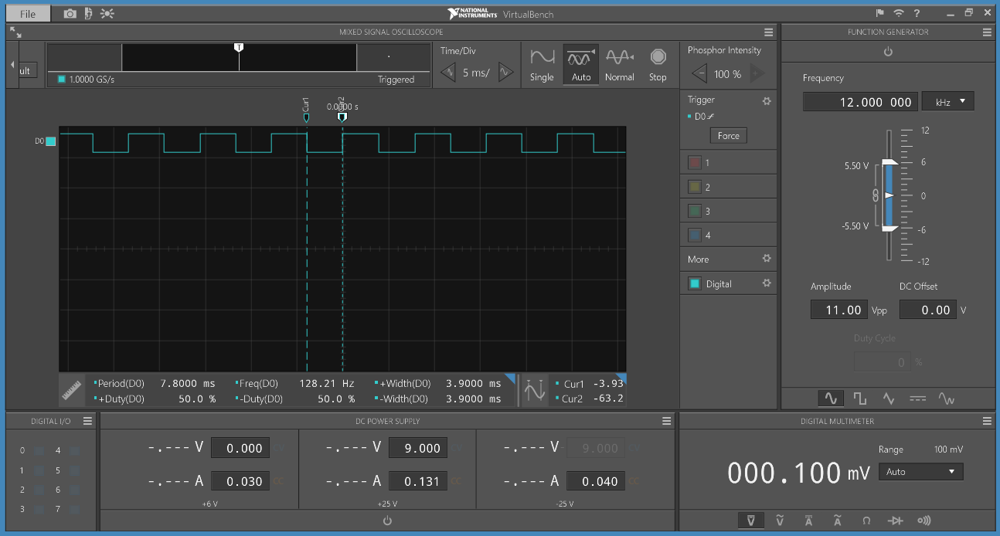 File
NATIONAL INSTRUMENTS VirtualBench
?
MIXED SIGNAL OSCILLOSCOPE
ult
T
1.0000 GS/s
Triggered
Time/Div
5 ms/
Single
Auto
Normal
Stop
Phosphor Intensity
100 %
Cur1
Cur2
0.0000 s
D0
Trigger
D0
Force
1
2
3
4
More
Digital
Period(D0) 7.8000 ms Freq(D0) 128.21 Hz +Width(D0) 3.9000 ms
+Duty(D0) 50.0 % -Duty(D0) 50.0 % -Width(D0) 3.9000 ms
Cur1 -3.93
Cur2 -63.2
FUNCTION GENERATOR
Frequency
12.000 000 kHz
12
5.50 V 6
0
-5.50 V -6
-12
Amplitude DC Offset
11.00 Vpp 0.00 V
Duty Cycle
0 %
DIGITAL I/O
0 4
1 5
2 6
3 7
DC POWER SUPPLY
-.--- V 0.000 CV
-.--- A 0.030 CC
+6 V
-.--- V 9.000 CV
-.--- A 0.131 CC
+25 V
-.--- V 9.000 CV
-.--- A 0.040 CC
-25 V
DIGITAL MULTIMETER
Range 100 mV
000.100 mV Auto
V V A A Ω